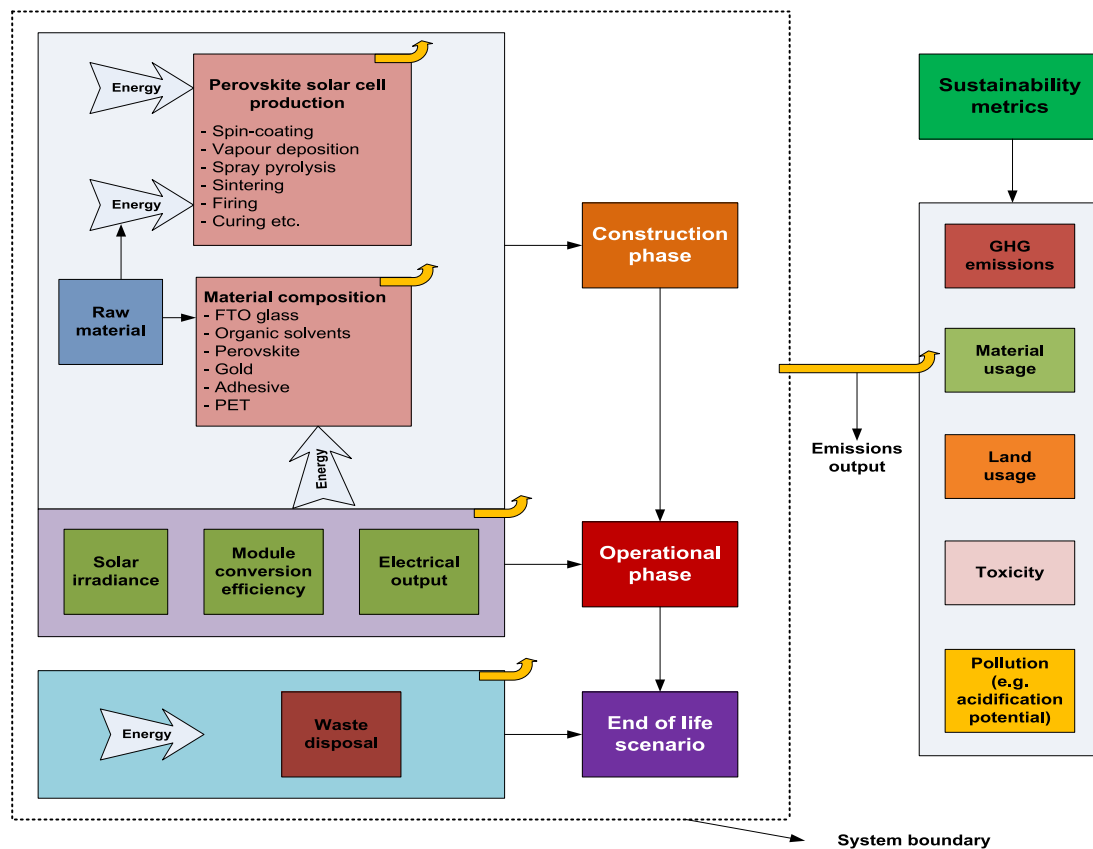 Energy
Perovskite solar cell
production
- Spin-coating
- Vapour deposition
- Spray pyrolysis
- Sintering
- Firing
- Curing etc.
Energy
Raw
material
Material composition
- FTO glass
- Organic solvents
- Perovskite
- Gold
- Adhesive
- PET
Energy
Construction
phase
Solar
irradiance
Module
conversion
efficiency
Electrical
output
Operational
phase
Energy
Waste
disposal
End of life
scenario
Emissions
output
System boundary
Sustainability
metrics
GHG
emissions
Material
usage
Land
usage
Toxicity
Pollution
(e.g.
acidification
potential)